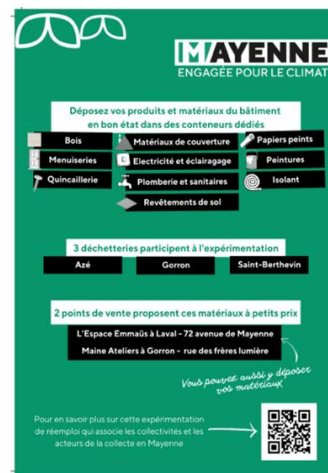 MAYENNE
ENGAGÉE POUR LE CLIMAT
Déposez vos produits et matériaux du bâtiment
en bon état dans des conteneurs dédiés
Bois
Matériaux de couverture
Papiers peints
Menuiseries
Electricité et éclairagage
Peintures
Quincaillerie
Plomberie et sanitaires
Isolant
Revêtements de sol
3 déchetteries participent à l'expérimentation
Azé
Gorron
Saint-Berthevin
2 points de vente proposent ces matériaux à petits prix
L'Espace Emmaüs à Laval - 72 avenue de Mayenne
Maine Ateliers à Gorron - rue des frères lumière
Vous pouvez aussi y déposer
vos matériaux
Pour en savoir plus sur cette expérimentation
de réemploi qui associe les collectivités et les
acteurs de la collecte en Mayenne